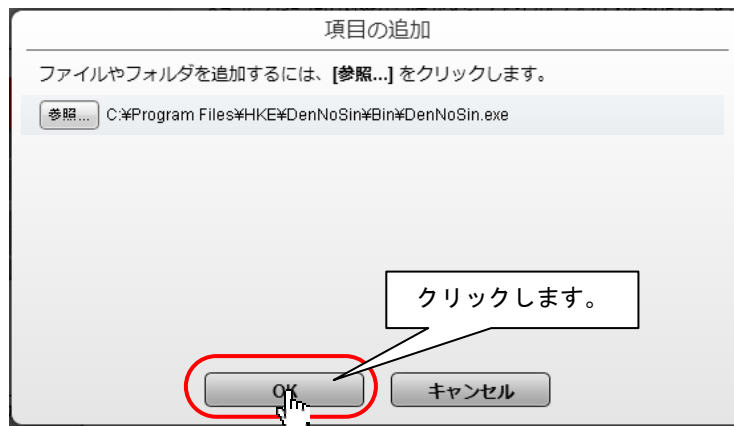 項目の追加
ファイルやフォルダを追加するには、[参照...] をクリックします。
参照... C:¥Program Files¥HKE¥DenNoSin¥Bin¥DenNoSin.exe
クリックします。
OK キャンセル